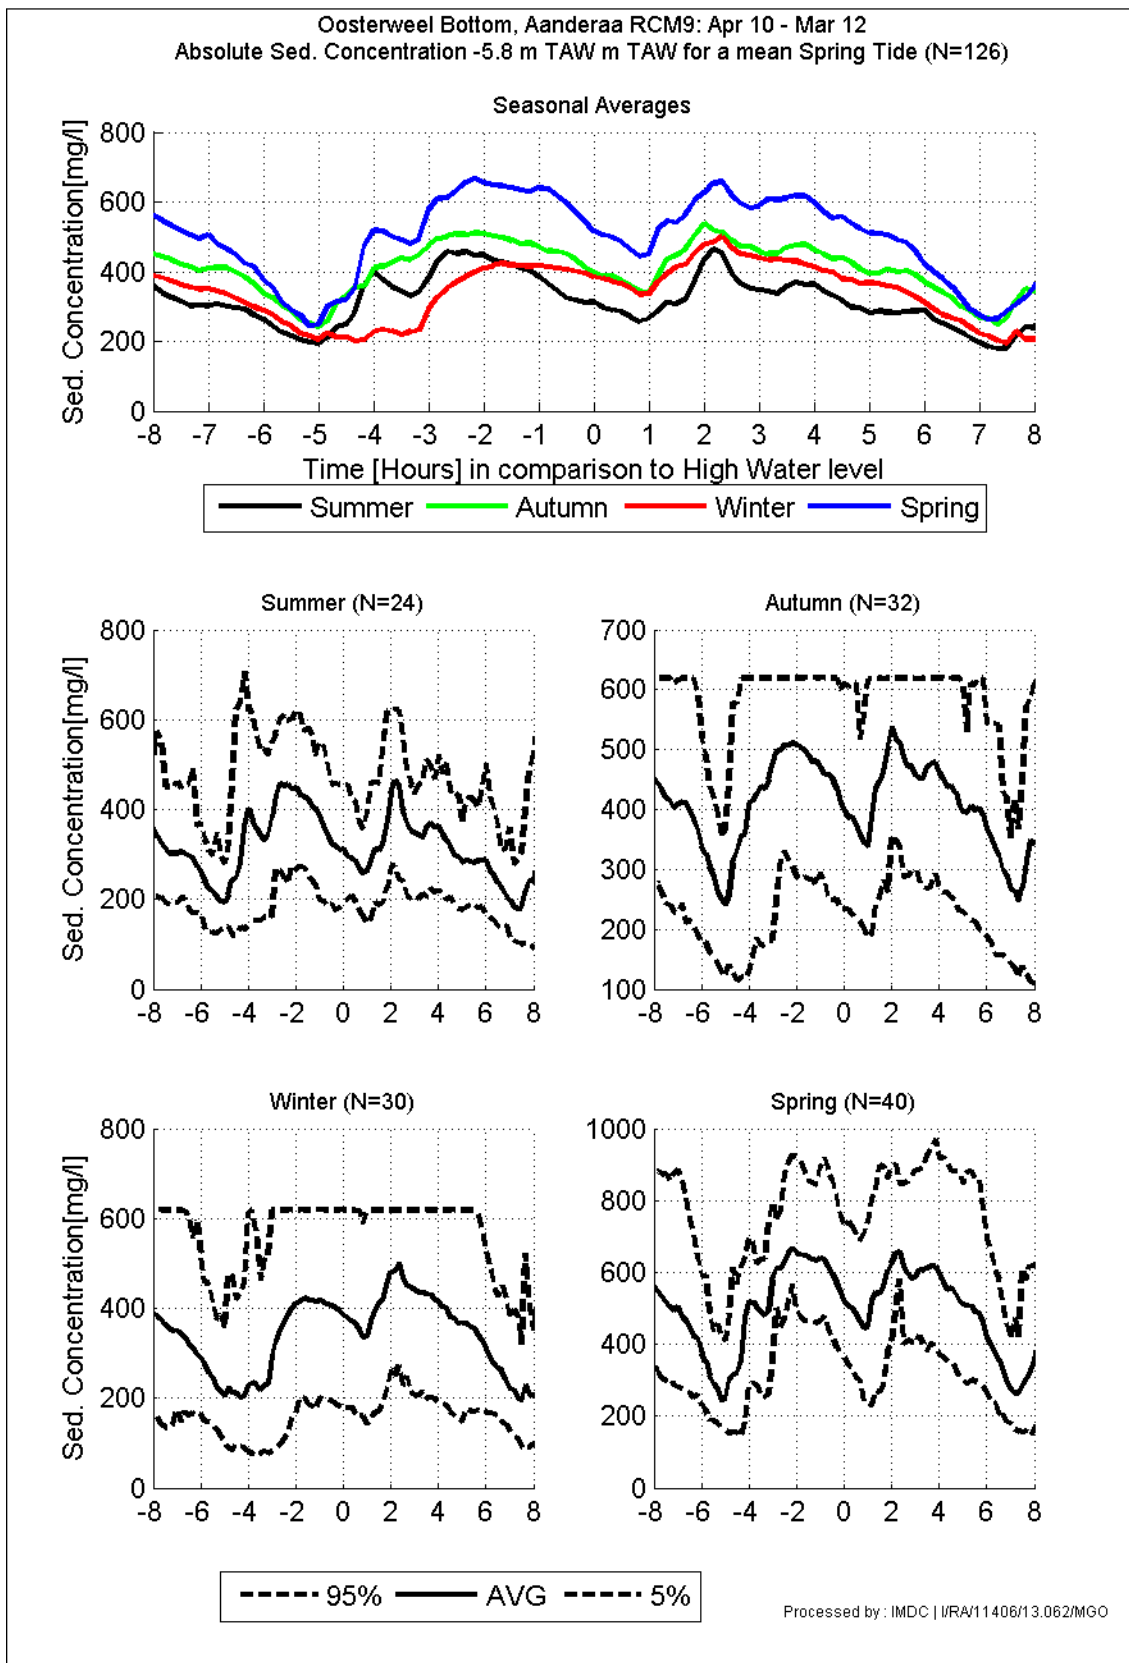 Oosterweel Bottom, Aanderaa RCM9: Apr 10 - Mar 12
Absolute Sed. Concentration -5.8 m TAW m TAW for a mean Spring Tide (N=126)
Seasonal Averages
Sed. Concentration[mg/l]
800
600
400
200
0
-8 -7 -6 -5 -4 -3 -2 -1 0 1 2 3 4 5 6 7 8
Time [Hours] in comparison to High Water level
Summer Autumn Winter Spring
Summer (N=24)
Sed. Concentration[mg/l]
800
600
400
200
0
-8 -6 -4 -2 0 2 4 6 8
Autumn (N=32)
700
600
500
400
300
200
100
-8 -6 -4 -2 0 2 4 6 8
Winter (N=30)
Sed. Concentration[mg/l]
800
600
400
200
0
-8 -6 -4 -2 0 2 4 6 8
Spring (N=40)
1000
800
600
400
200
0
-8 -6 -4 -2 0 2 4 6 8
95% AVG 5%
Processed by : IMDC | I/RA/11406/13.062/MGO